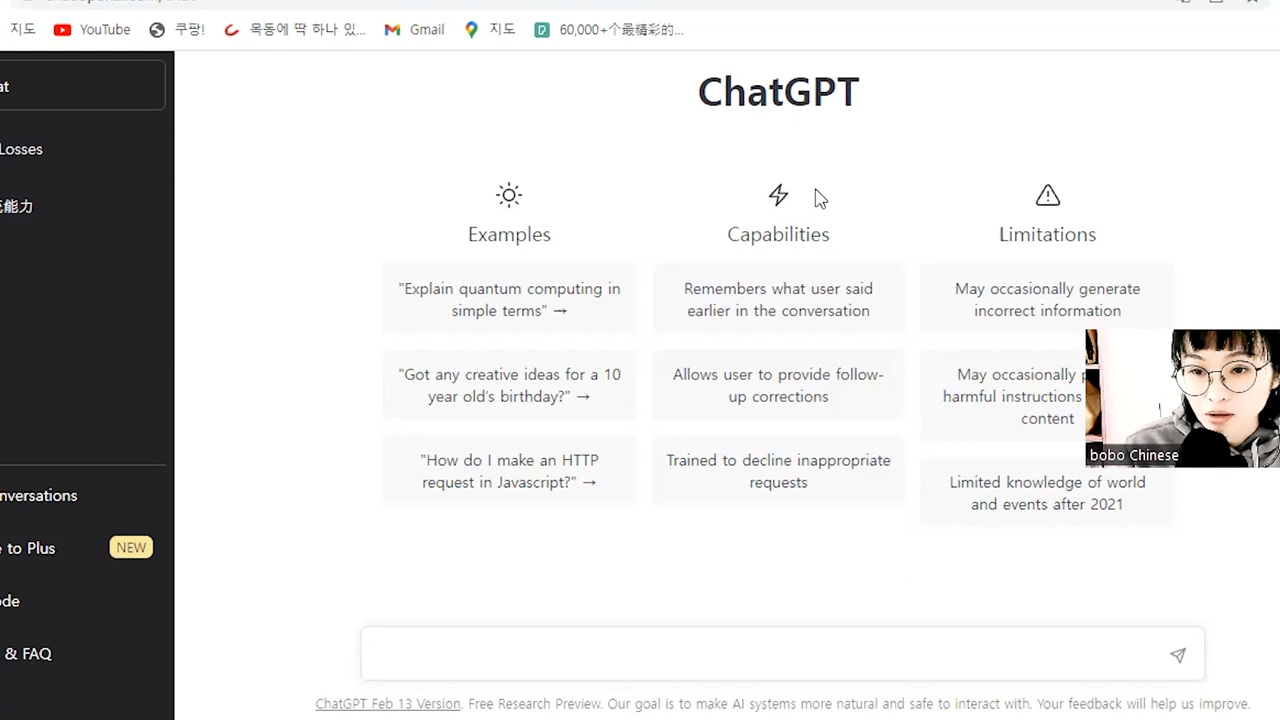 지도 YouTube 쿠팡! 목동에 딱 하나 있... Gmail 지도 60,000+个最精彩的...
at
Losses
能力
nversations
e to Plus NEW
ode
& FAQ
ChatGPT
Examples
"Explain quantum computing in
simple terms" →
"Got any creative ideas for a 10
year old's birthday?" →
"How do I make an HTTP
request in Javascript?" →
Capabilities
Remembers what user said
earlier in the conversation
Allows user to provide follow-
up corrections
Trained to decline inappropriate
requests
Limitations
May occasionally generate
incorrect information
May occasionally p
harmful instructions
content
Limited knowledge of world
and events after 2021
bobo Chinese
ChatGPT Feb 13 Version. Free Research Preview. Our goal is to make AI systems more natural and safe to interact with. Your feedback will help us improve.